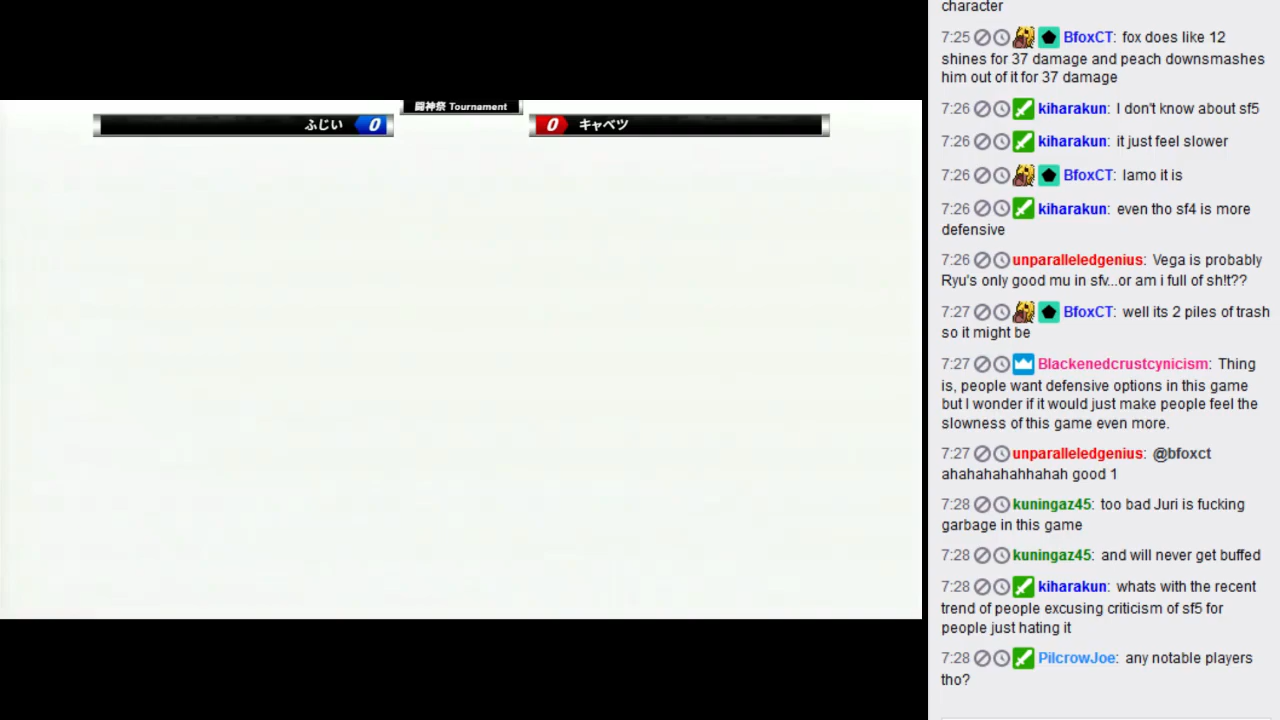 闘神祭 Tournament
ふじい 0
0 キャベツ
character
7:25 BfoxCT: fox does like 12
shines for 37 damage and peach downsmashes
him out of it for 37 damage
7:26 kiharakun: I don't know about sf5
7:26 kiharakun: it just feel slower
7:26 BfoxCT: lamo it is
7:26 kiharakun: even tho sf4 is more
defensive
7:26 unparalleledgenius: Vega is probably
Ryu's only good mu in sfv...or am i full of sh!t??
7:27 BfoxCT: well its 2 piles of trash
so it might be
7:27 Blackenedcrustcynicism: Thing
is, people want defensive options in this game
but I wonder if it would just make people feel the
slowness of this game even more.
7:27 unparalleledgenius: @bfoxct
ahahahahahhahah good 1
7:28 kuningaz45: too bad Juri is fucking
garbage in this game
7:28 kuningaz45: and will never get buffed
7:28 kiharakun: whats with the recent
trend of people excusing criticism of sf5 for
people just hating it
7:28 PilcrowJoe: any notable players
tho?